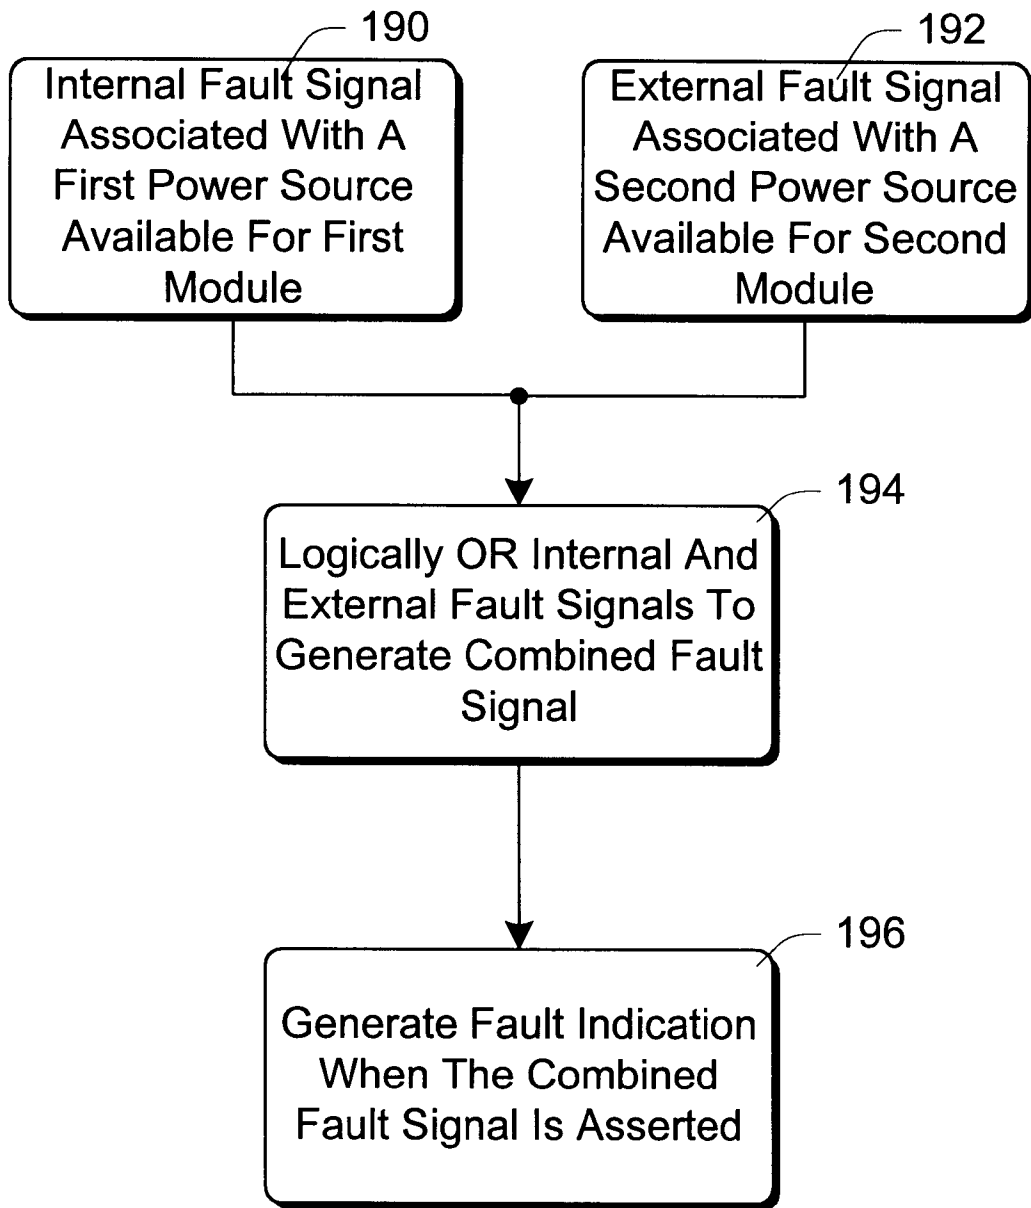 190
Internal Fault Signal
Associated With A
First Power Source
Available For First
Module
192
External Fault Signal
Associated With A
Second Power Source
Available For Second
Module
194
Logically OR Internal And
External Fault Signals To
Generate Combined Fault
Signal
196
Generate Fault Indication
When The Combined
Fault Signal Is Asserted